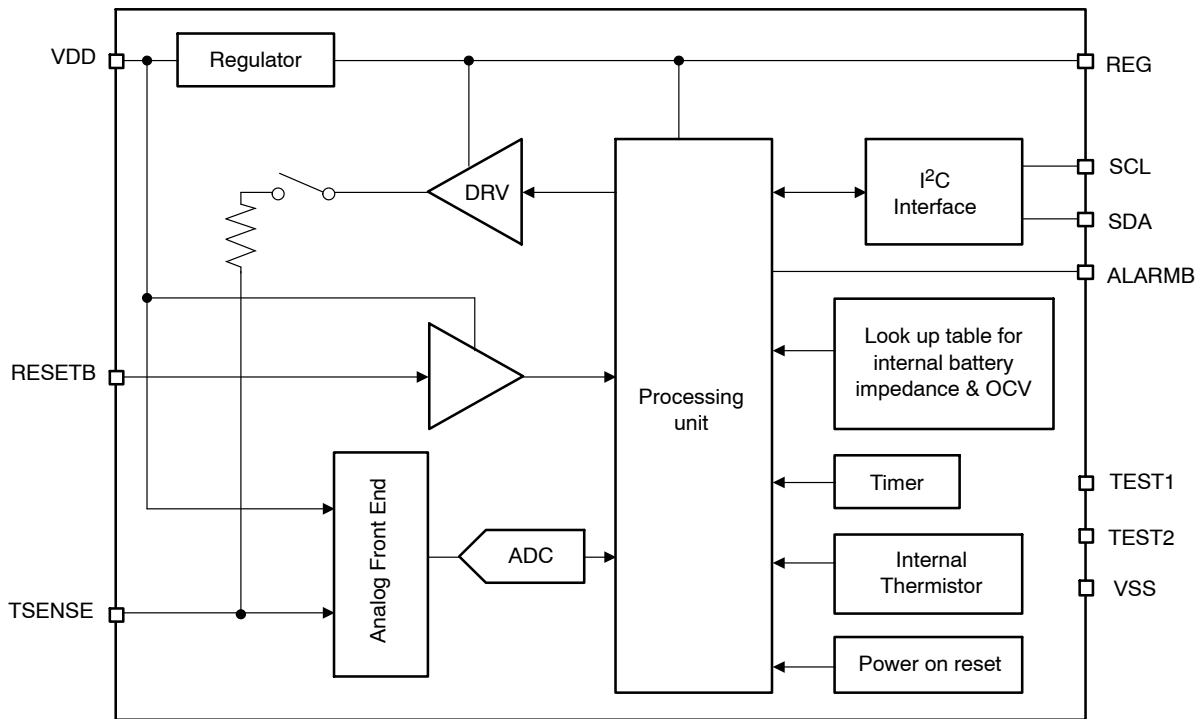 VDD
Regulator
REG
DRV
I²C
Interface
SCL
SDA
ALARMB
Look up table for
internal battery
impedance & OCV
RESETB
Processing
unit
Analog Front End
ADC
Timer
TEST1
TEST2
Internal
Thermistor
VSS
TSENSE
Power on reset